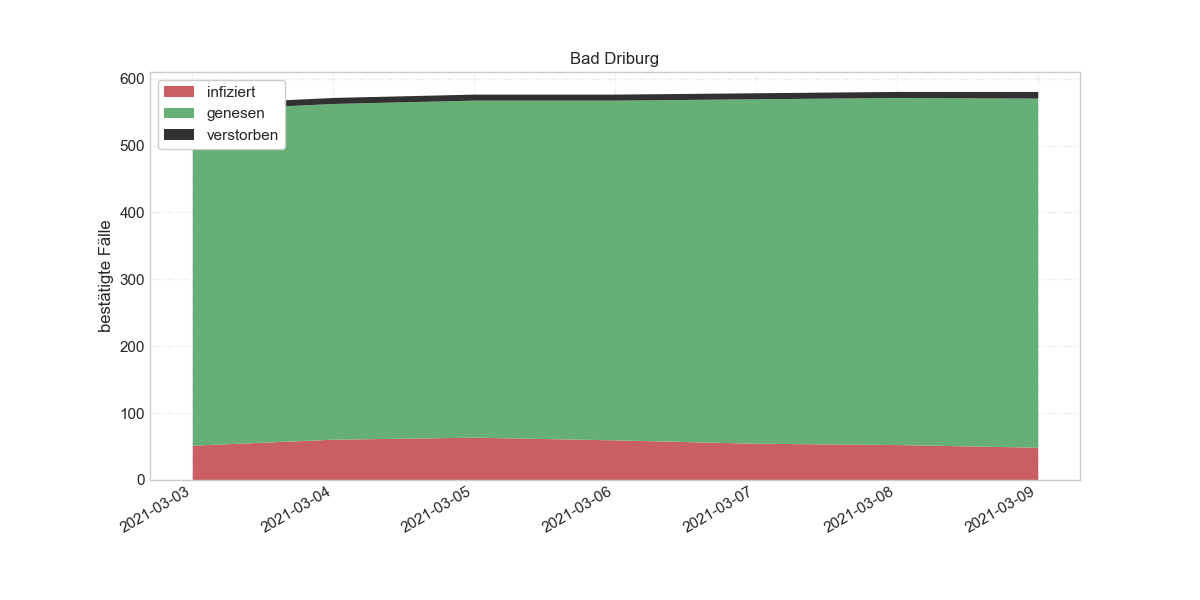 Bad Driburg
infiziert
genesen
verstorben
bestätigte Fälle
600
500
400
300
200
100
0
2021-03-03
2021-03-04
2021-03-05
2021-03-06
2021-03-07
2021-03-08
2021-03-09